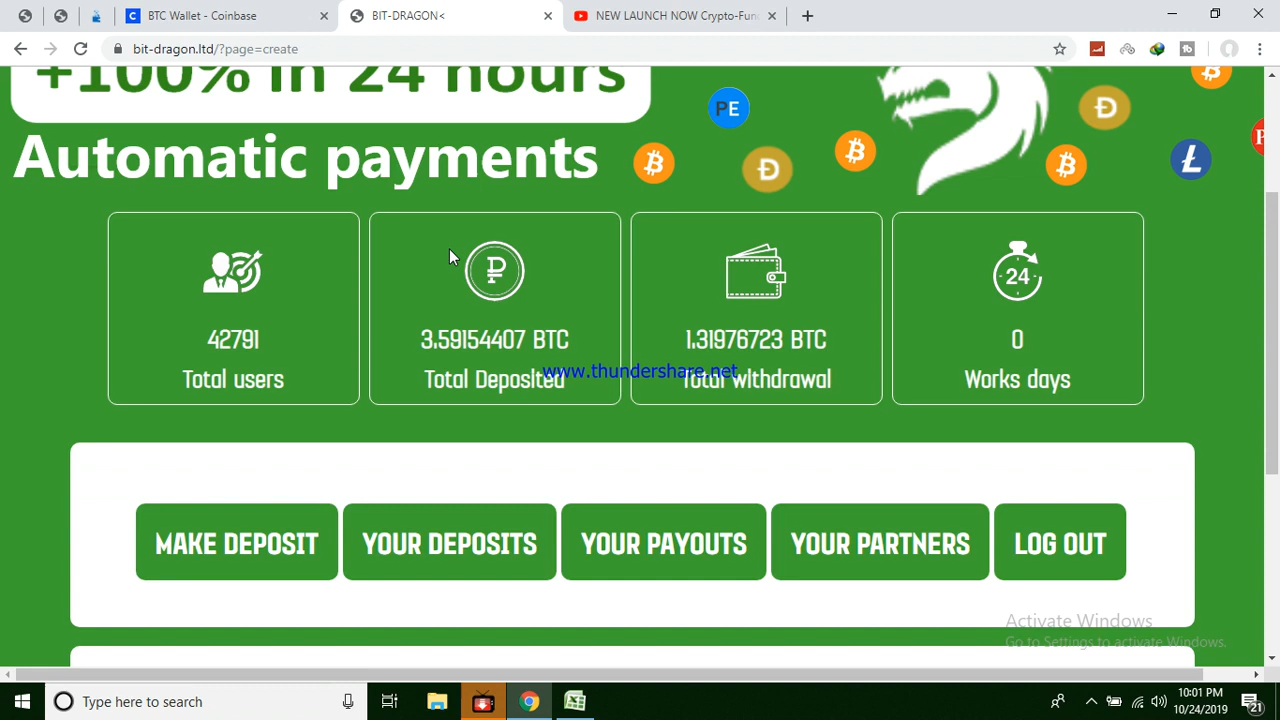 BTC Wallet - Coinbase
BIT-DRAGON<
NEW LAUNCH NOW Crypto-Fun
bit-dragon.ltd/?page=create
+100% in 24 hours
Automatic payments
PE
24
42791
3.59154407 BTC
1.31976723 BTC
0
Total users
Total Deposited
Total withdrawal
Works days
www.thundershare.net
MAKE DEPOSIT
YOUR DEPOSITS
YOUR PAYOUTS
YOUR PARTNERS
LOG OUT
Activate Windows
Go to Settings to activate Windows.
Type here to search
10:01 PM
10/24/2019
21